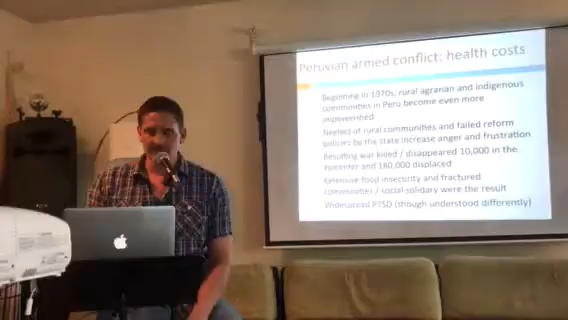 Peruvian armed conflict: health costs
Beginning in 1970s, rural agrarian and indigenous
communities in Peru become even more
impoverished
Neglect of rural communities and failed reform
policies by the state increase anger and frustration
Resulting war killed / disappeared 10,000 in the
epicenter and 180,000 displaced
Extensive food insecurity and fractured
communities / social solidary were the result
Widespread PTSD (though understood differently)